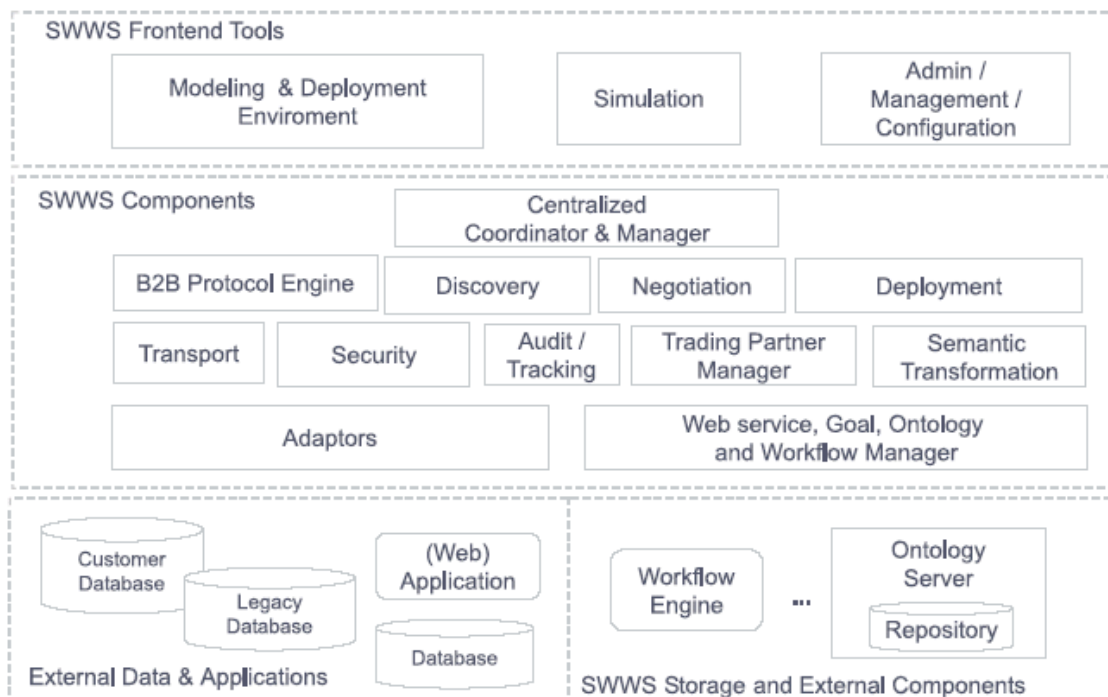 SWWS Frontend Tools
Modeling & Deployment
Enviroment
Simulation
Admin /
Management /
Configuration
SWWS Components
Centralized
Coordinator & Manager
B2B Protocol Engine
Discovery
Negotiation
Deployment
Transport
Security
Audit /
Tracking
Trading Partner
Manager
Semantic
Transformation
Adaptors
Web service, Goal, Ontology
and Workflow Manager
Customer
Database
Legacy
Database
(Web)
Application
Database
External Data & Applications
Workflow
Engine
...
Ontology
Server
Repository
SWWS Storage and External Components